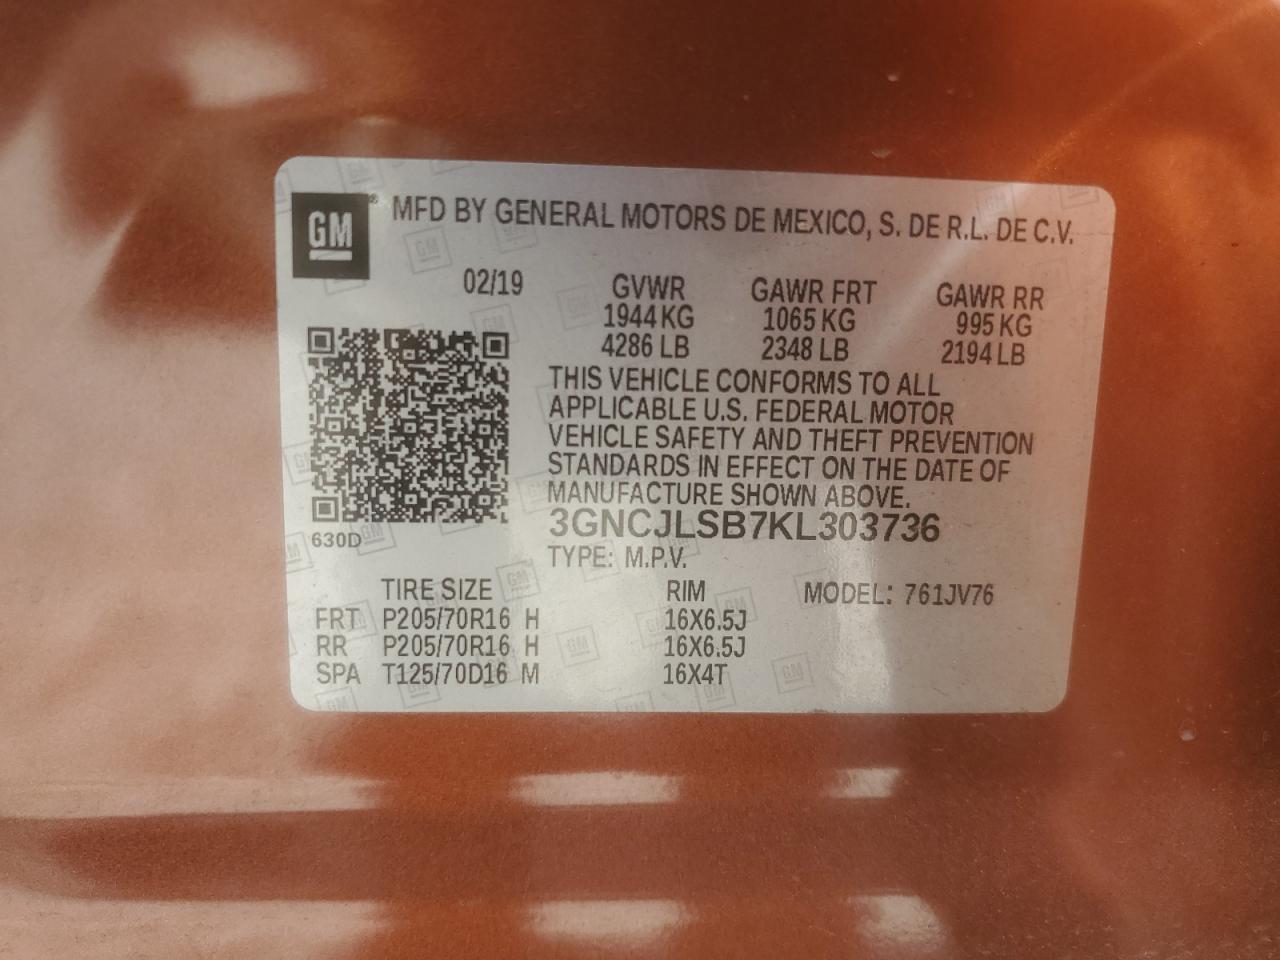 GM® MFD BY GENERAL MOTORS DE MEXICO, S. DE R.L. DE C.V.
02/19 GVWR GAWR FRT GAWR RR
1944 KG 1065 KG 995 KG
4286 LB 2348 LB 2194 LB
THIS VEHICLE CONFORMS TO ALL
APPLICABLE U.S. FEDERAL MOTOR
VEHICLE SAFETY AND THEFT PREVENTION
STANDARDS IN EFFECT ON THE DATE OF
MANUFACTURE SHOWN ABOVE.
3GNCJLSB7KL303736
630D
TYPE: M.P.V.
TIRE SIZE RIM MODEL: 761JV76
FRT P205/70R16 H 16X6.5J
RR P205/70R16 H 16X6.5J
SPA T125/70D16 M 16X4T